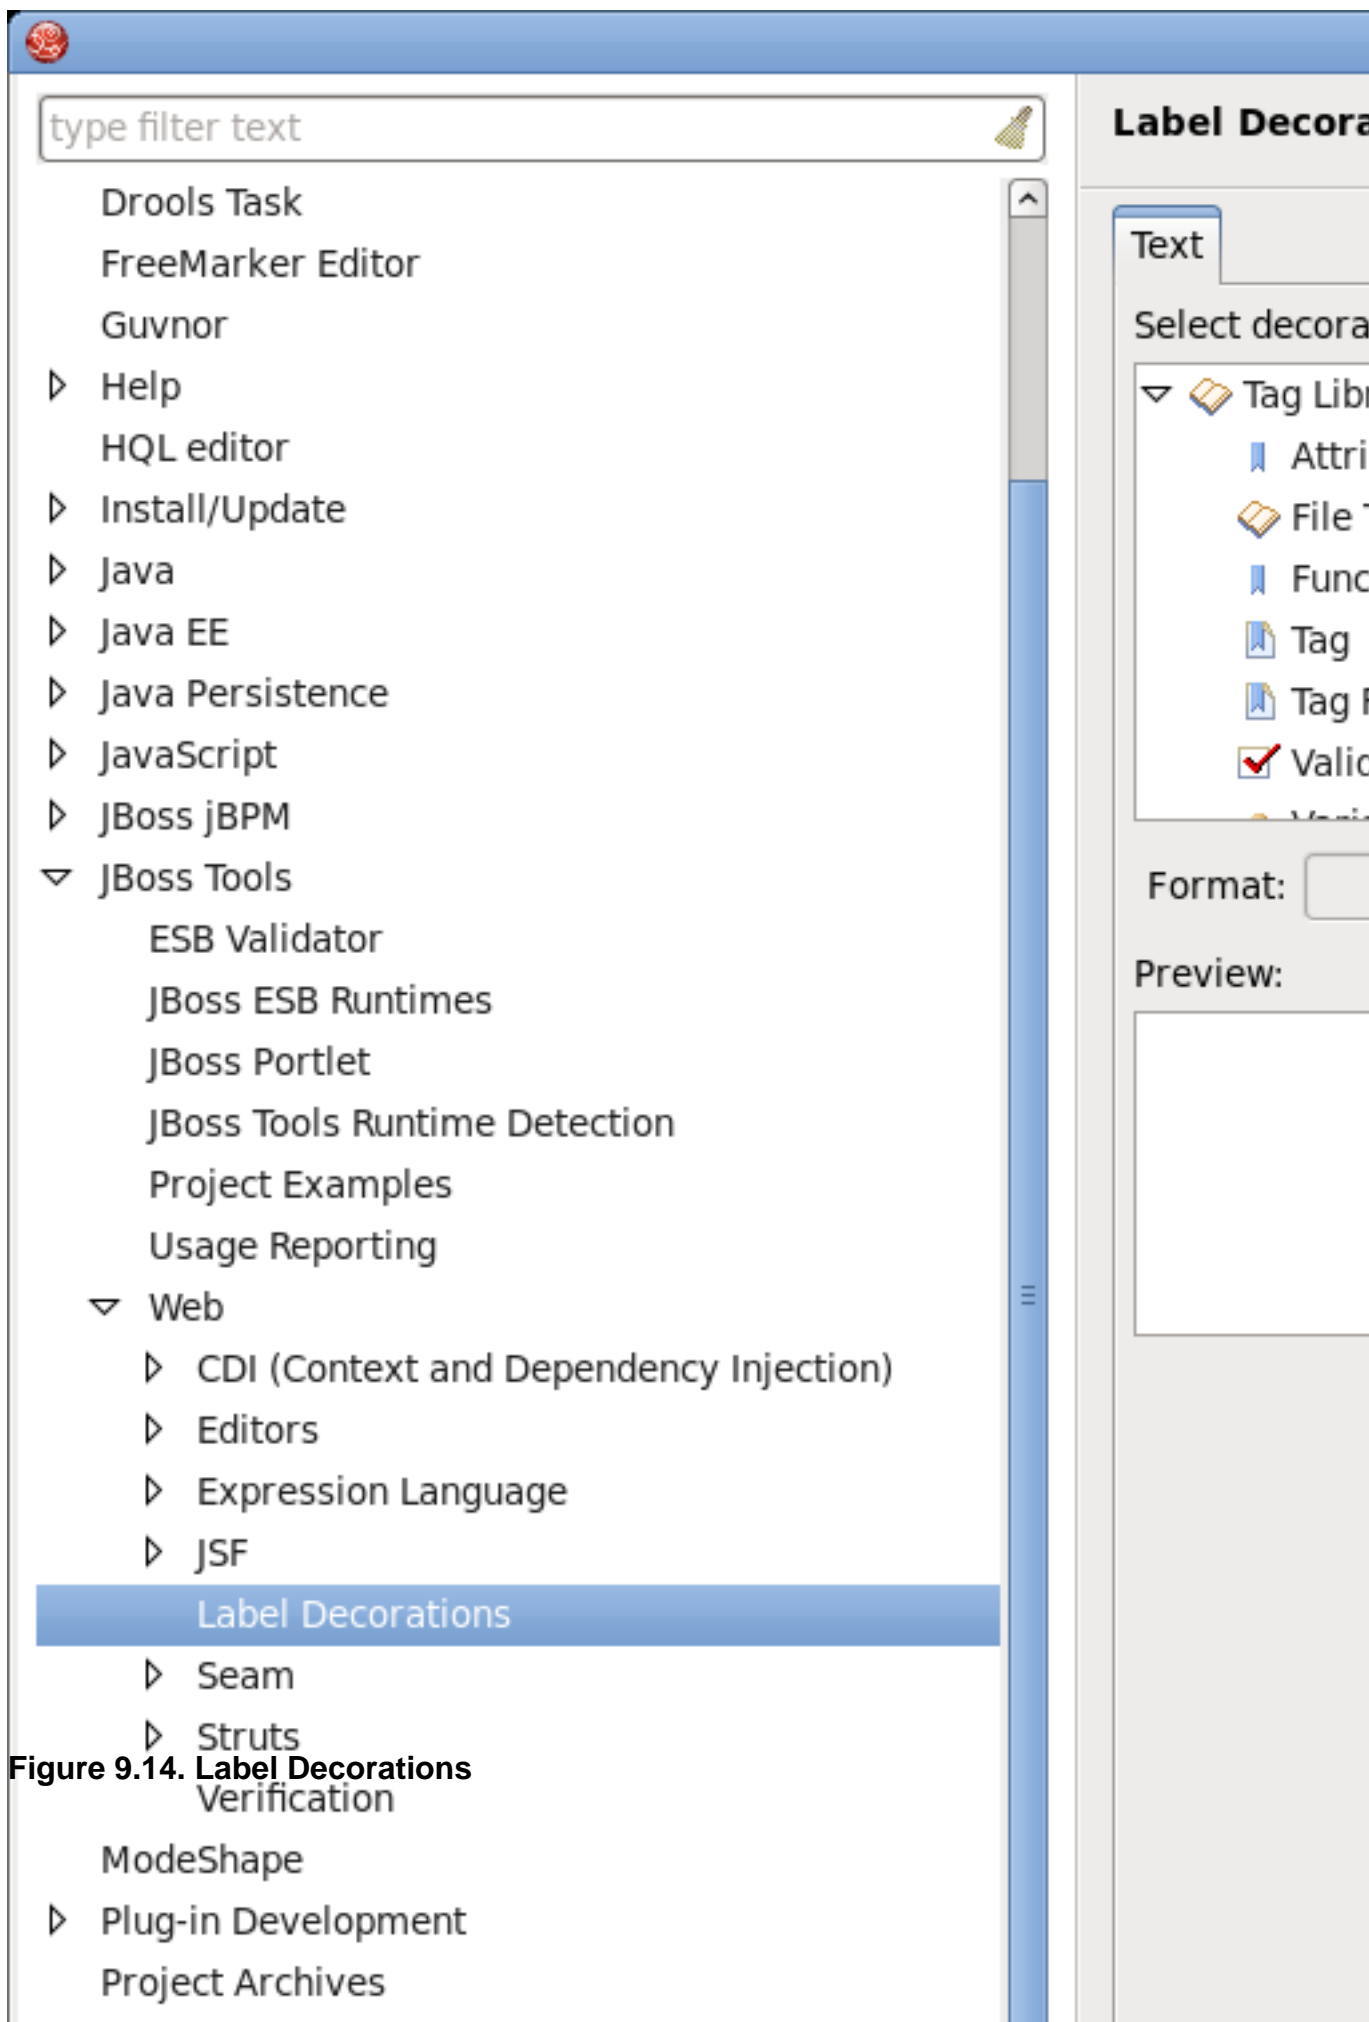 type filter text
Drools Task
FreeMarker Editor
Guvnor
Help
HQL editor
Install/Update
Java
Java EE
Java Persistence
JavaScript
JBoss jBPM
JBoss Tools
ESB Validator
JBoss ESB Runtimes
JBoss Portlet
JBoss Tools Runtime Detection
Project Examples
Usage Reporting
Web
CDI (Context and Dependency Injection)
Editors
Expression Language
JSF
Label Decorations
Seam
Struts
Figure 9.14. Label Decorations
Verification
ModeShape
Plug-in Development
Project Archives
Label Decora
Text
Select decora
Tag Libr
Attri
File
Func
Tag
Tag
Valid
Format:
Preview: